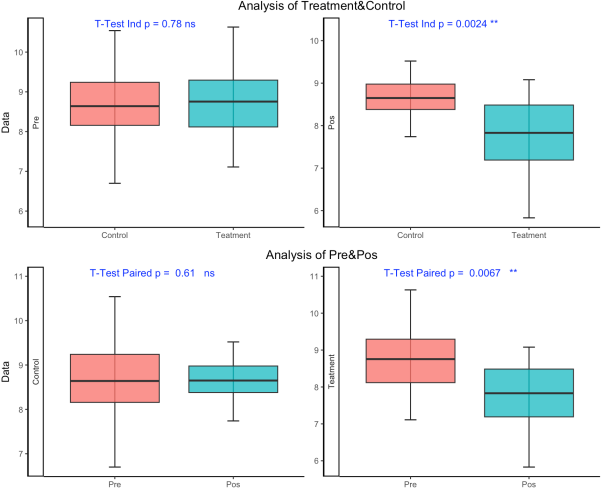 Analysis of Treatment&Control
T-Test Ind p = 0.78 ns
T-Test Ind p = 0.0024 **
Data
Pre
10
9
8
7
6
Control
Teatment
Pos
10
9
8
7
6
Control
Treatment
Analysis of Pre&Pos
T-Test Paired p = 0.61 ns
T-Test Paired p = 0.0067 **
Data
Control
11
10
9
8
7
Pre
Pos
Teatment
11
10
9
8
7
6
Pre
Pos